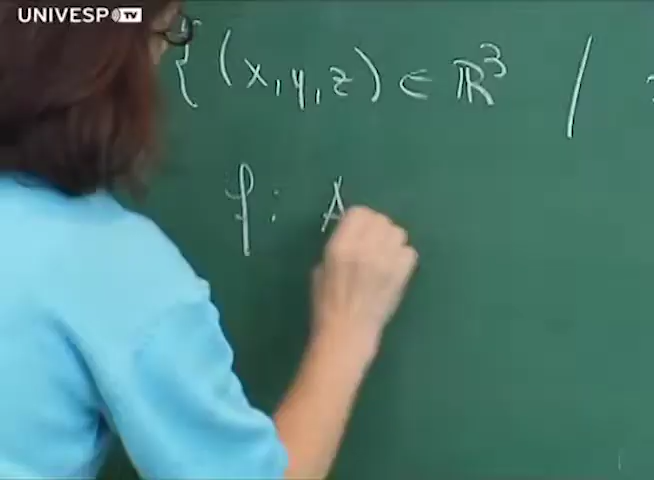 UNIVESP TV
{(x,y,z) ∈ ℝ³ /
f: A